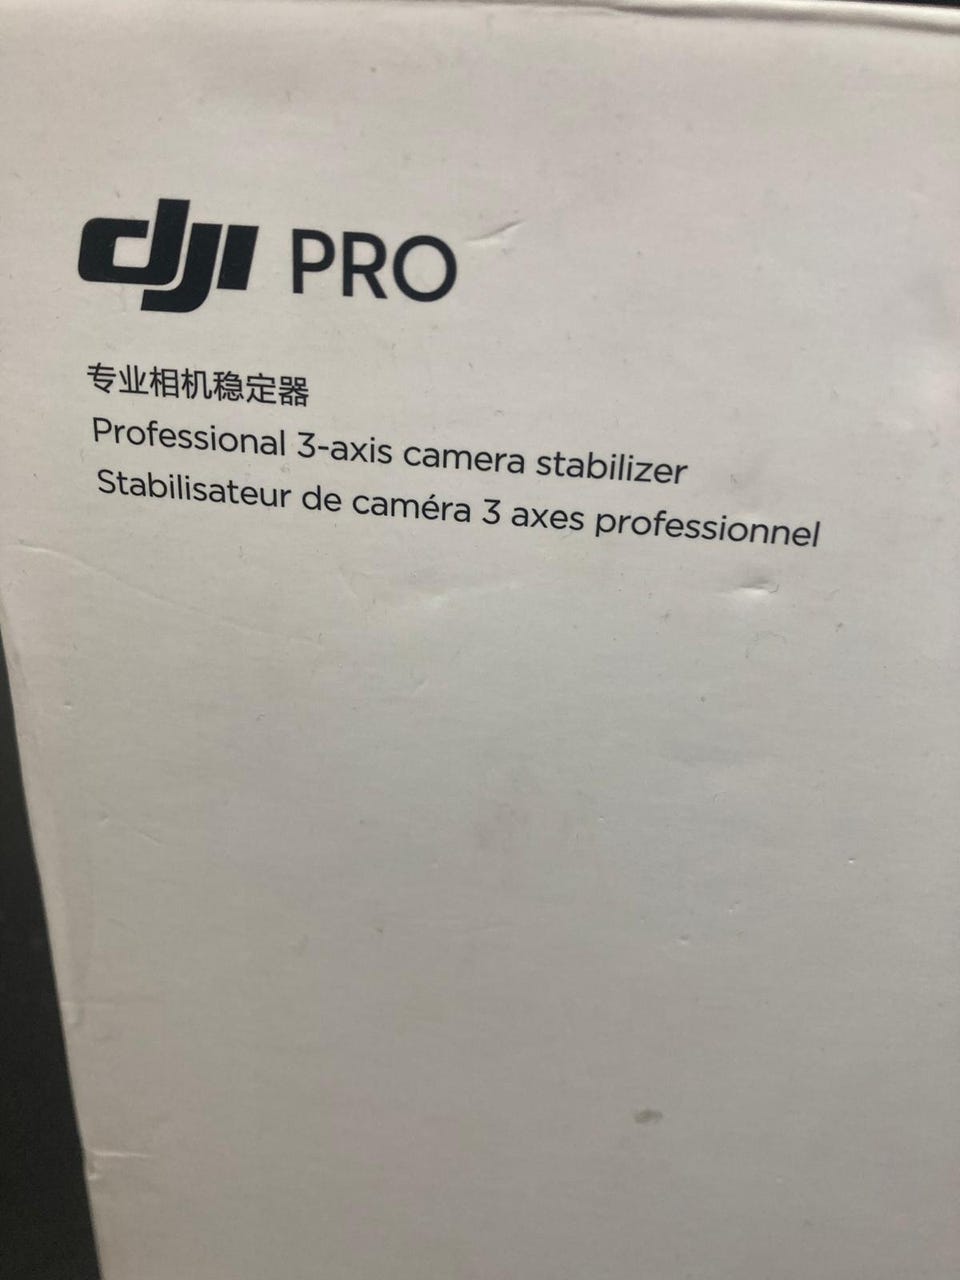 dji PRO
专业相机稳定器
Professional 3-axis camera stabilizer
Stabilisateur de caméra 3 axes professionnel